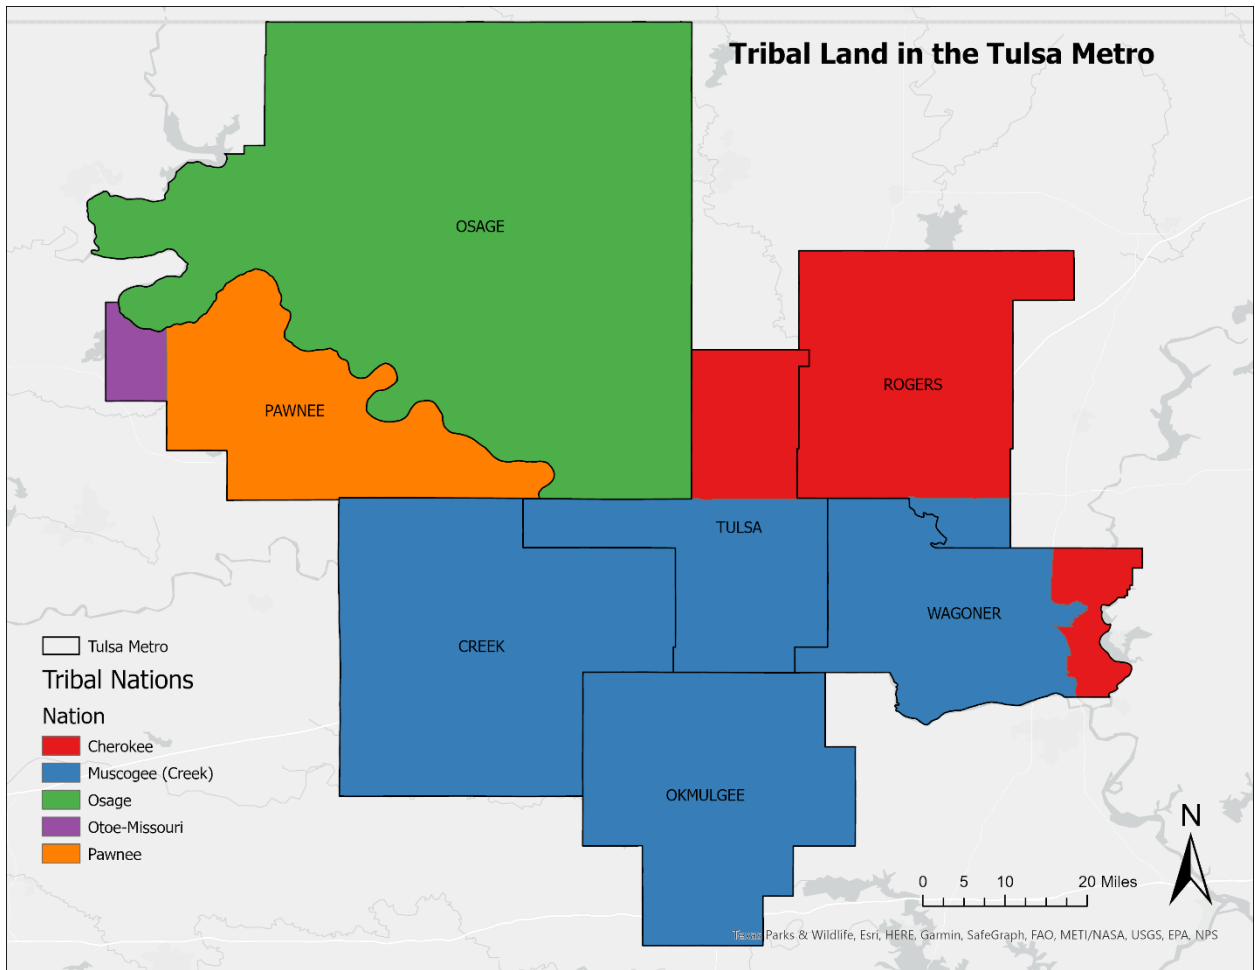 Tribal Land in the Tulsa Metro
OSAGE
ROGERS
PAWNEE
TULSA
WAGONER
CREEK
OKMULGEE
Tulsa Metro
Tribal Nations
Nation
Cherokee
Muscogee (Creek)
Osage
Otoe-Missouri
Pawnee
N
0 5 10 20 Miles
Texas Parks & Wildlife, Esri, HERE, Garmin, SafeGraph, FAO, METI/NASA, USGS, EPA, NPS